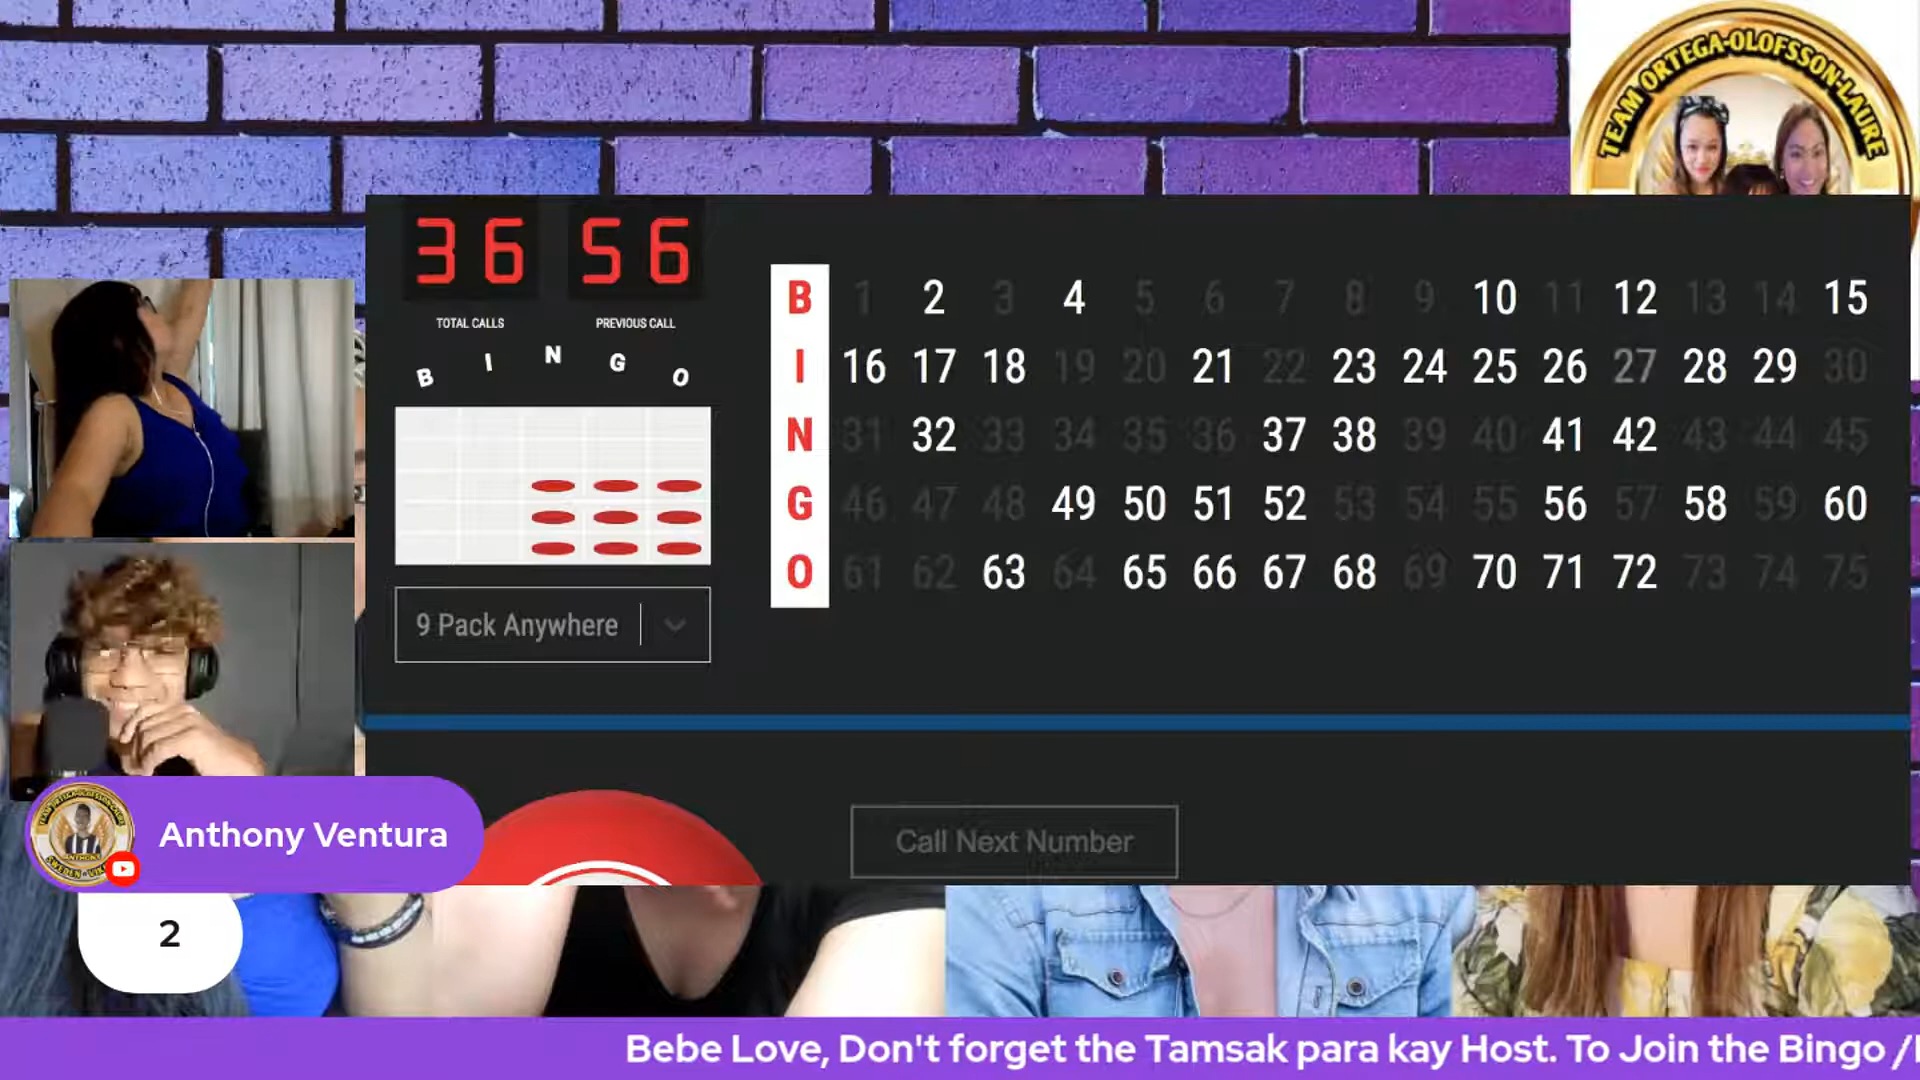 TEAM ORTEGA-OLOFSSON-LAURE
36 56
TOTAL CALLS PREVIOUS CALL
B I N G O
9 Pack Anywhere
B 1 2 3 4 5 6 7 8 9 10 11 12 13 14 15
I 16 17 18 19 20 21 22 23 24 25 26 27 28 29 30
N 31 32 33 34 35 36 37 38 39 40 41 42 43 44 45
G 46 47 48 49 50 51 52 53 54 55 56 57 58 59 60
O 61 62 63 64 65 66 67 68 69 70 71 72 73 74 75
Call Next Number
Anthony Ventura
2
Bebe Love, Don't forget the Tamsak para kay Host. To Join the Bingo /